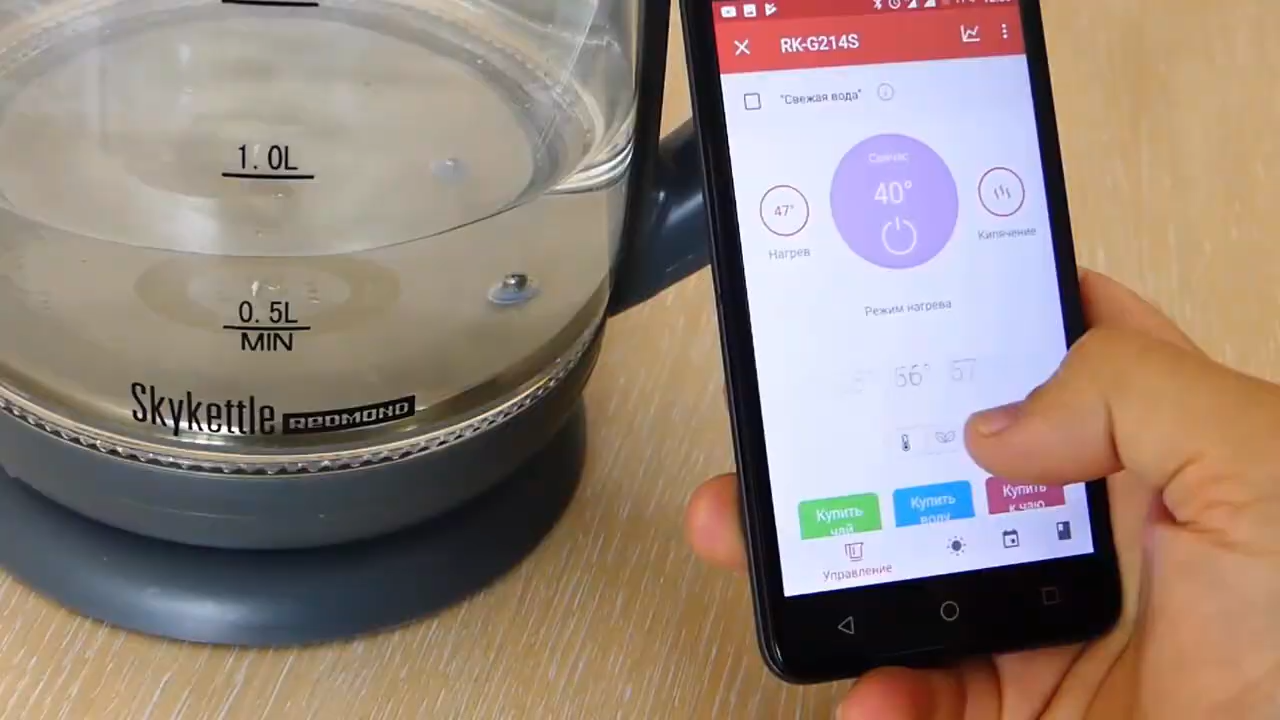 1.0L
0.5L
MIN
Skykettle REDMOND
RK-G214S
"Свежая вода"
Сейчас
40°
47°
Нагрев
Кипячение
Режим нагрева
56° 57
Купить чай
Купить воду
Купить к чаю
Управление